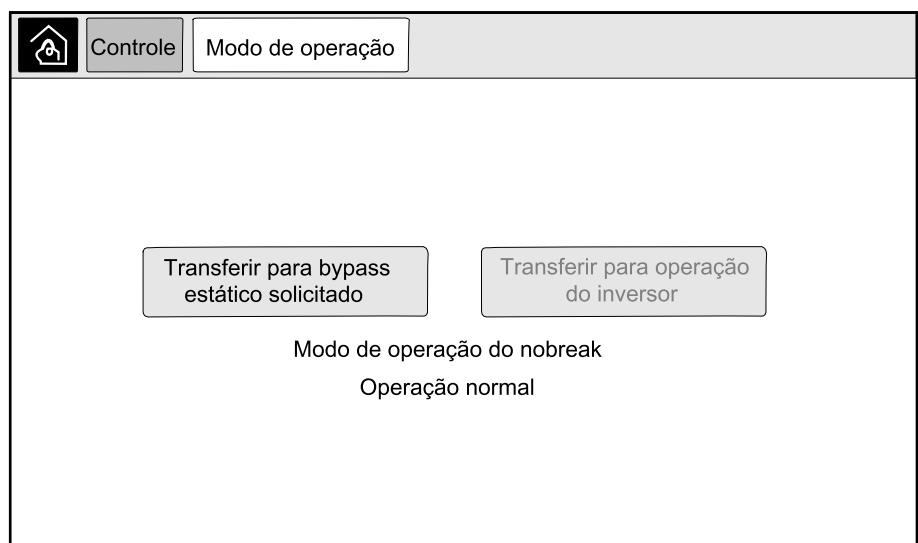 Controle
Modo de operação
Transferir para bypass
estático solicitado
Transferir para operação
do inversor
Modo de operação do nobreak
Operação normal